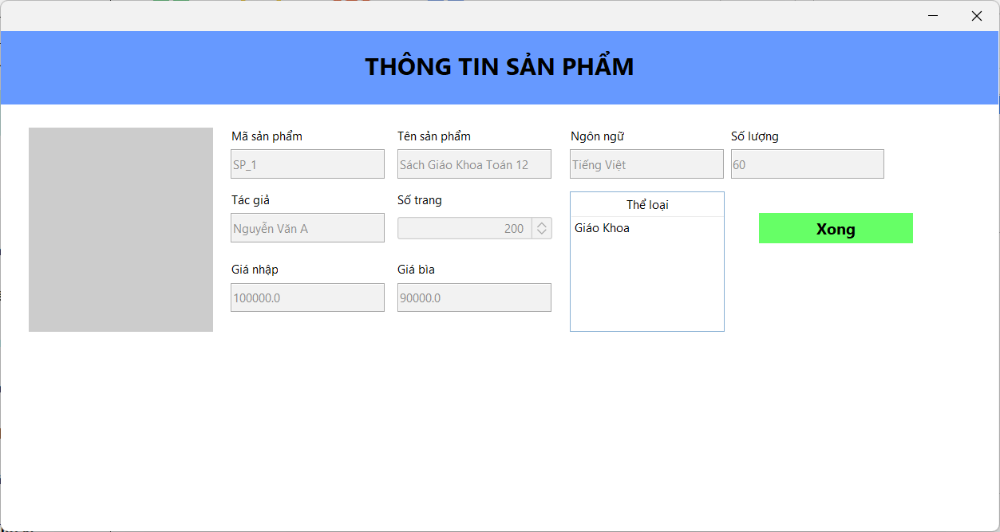 THÔNG TIN SẢN PHẨM
Mã sản phẩm
Tên sản phẩm
Ngôn ngữ
Số lượng
SP_1
Sách Giáo Khoa Toán 12
Tiếng Việt
60
Tác giả
Số trang
Thể loại
Nguyễn Văn A
200
Giáo Khoa
Xong
Giá nhập
Giá bìa
100000.0
90000.0